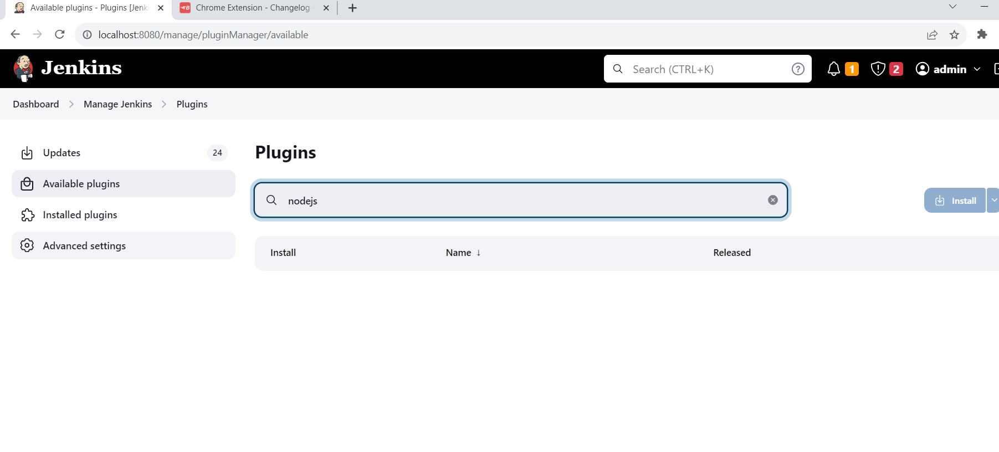 Available plugins - Plugins [Jenki
Chrome Extension - Changelog -
localhost:8080/manage/pluginManager/available
Jenkins
Search (CTRL+K)
?
1
2
admin
Dashboard
Manage Jenkins
Plugins
Updates
24
Available plugins
Installed plugins
Advanced settings
Plugins
nodejs
Install
Install
Name ↓
Released